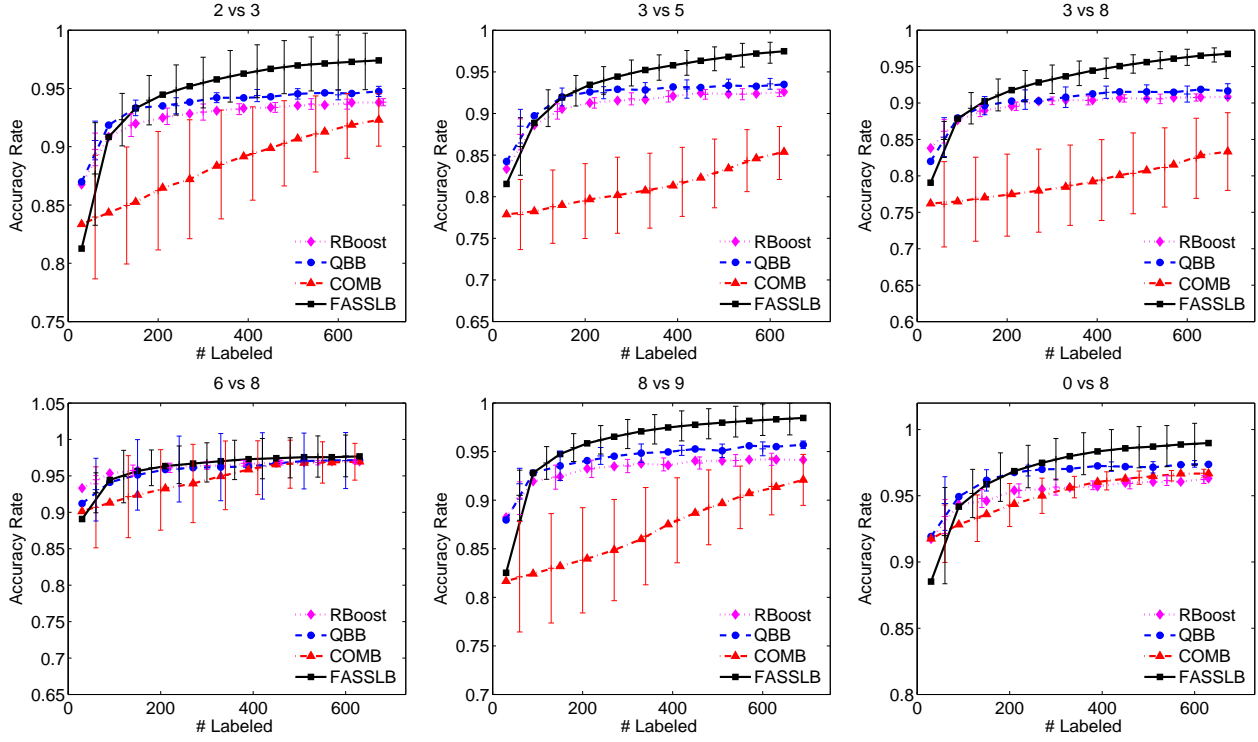 2 vs 3
1
0.95
0.9
0.85
0.8
0.75
0
200
400
600
Accuracy Rate
# Labeled
RBoost
QBB
COMB
FASSLB
3 vs 5
1
0.95
0.9
0.85
0.8
0.75
0.7
0.65
0
200
400
600
Accuracy Rate
# Labeled
RBoost
QBB
COMB
FASSLB
3 vs 8
1
0.9
0.8
0.7
0.6
0
200
400
600
Accuracy Rate
# Labeled
RBoost
QBB
COMB
FASSLB
6 vs 8
1.05
1
0.95
0.9
0.85
0.8
0.75
0.7
0.65
0
200
400
600
Accuracy Rate
# Labeled
RBoost
QBB
COMB
FASSLB
8 vs 9
1
0.95
0.9
0.85
0.8
0.75
0.7
0
200
400
600
Accuracy Rate
# Labeled
RBoost
QBB
COMB
FASSLB
0 vs 8
1
0.95
0.9
0.85
0.8
0
200
400
600
Accuracy Rate
# Labeled
RBoost
QBB
COMB
FASSLB